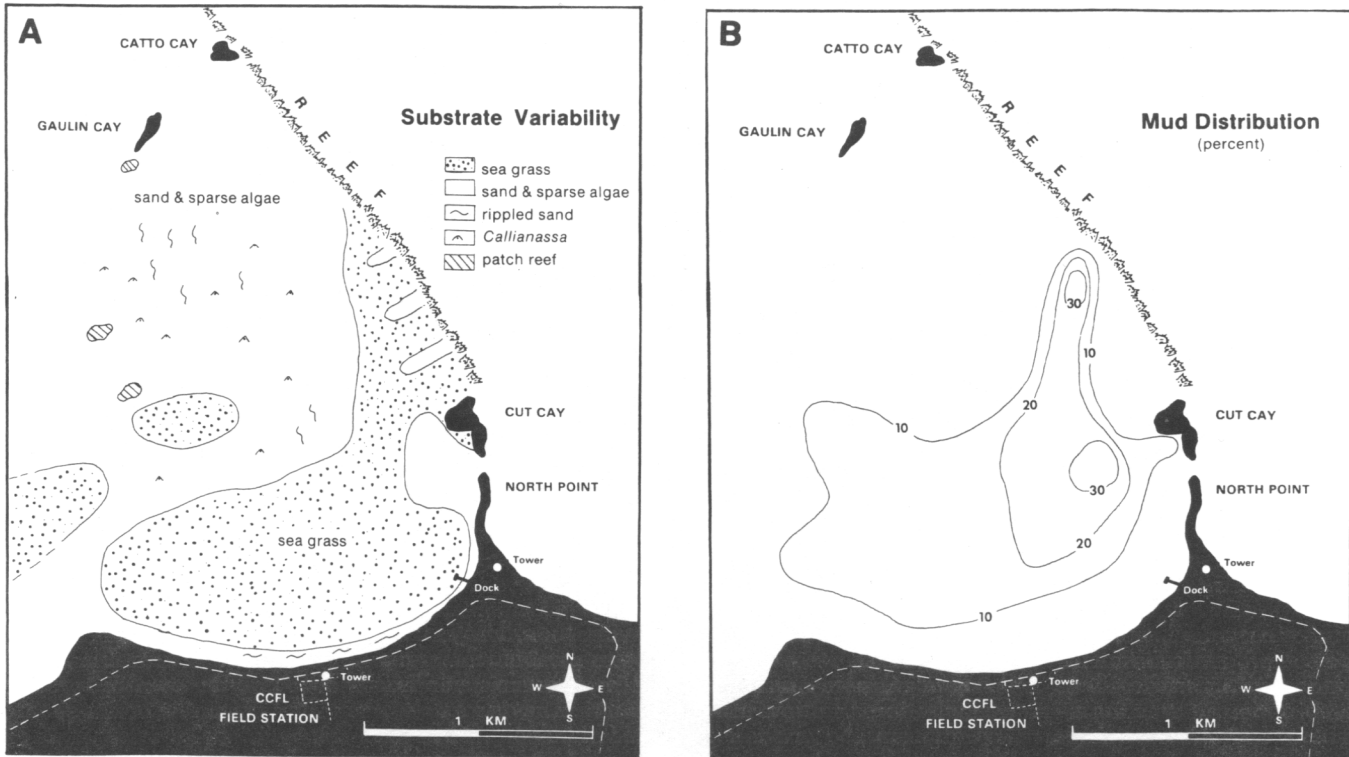 A
CATTO CAY
GAULIN CAY
REEF
Substrate Variability
sea grass
sand & sparse algae
rippled sand
Callianassa
patch reef
sand & sparse algae
CUT CAY
NORTH POINT
sea grass
Tower
Dock
Tower
CCFL
FIELD STATION
N
W E
S
1 KM
B
CATTO CAY
GAULIN CAY
REEF
Mud Distribution
(percent)
30
10
20
10
CUT CAY
30
NORTH POINT
20
Tower
Dock
10
Tower
CCFL
FIELD STATION
N
W E
S
1 KM